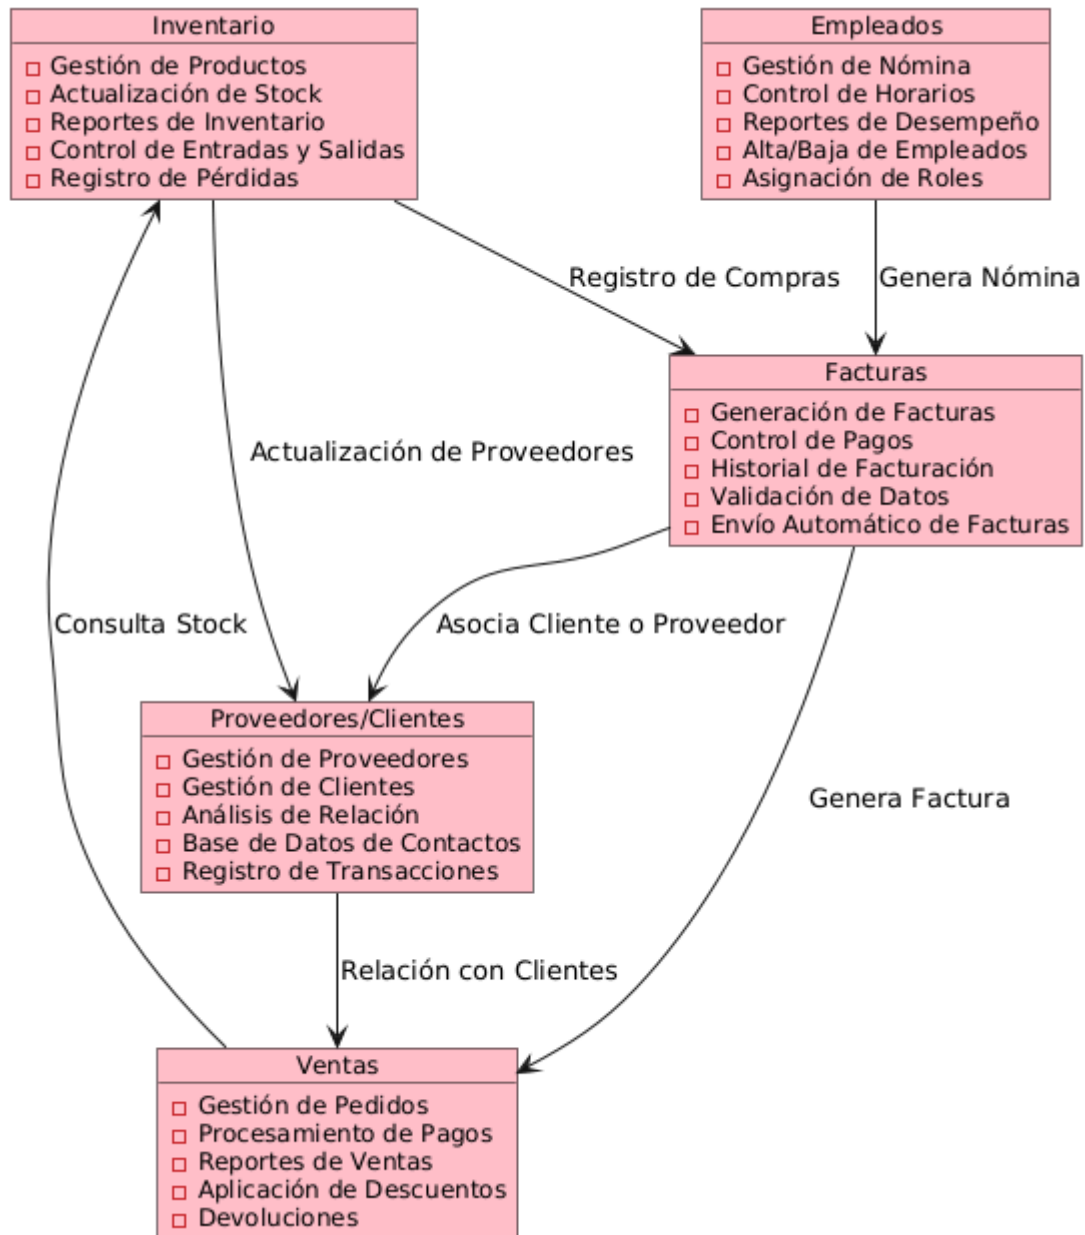 Inventario
Gestión de Productos
Actualización de Stock
Reportes de Inventario
Control de Entradas y Salidas
Registro de Pérdidas
Empleados
Gestión de Nómina
Control de Horarios
Reportes de Desempeño
Alta/Baja de Empleados
Asignación de Roles
Registro de Compras
Genera Nómina
Facturas
Generación de Facturas
Control de Pagos
Historial de Facturación
Validación de Datos
Envío Automático de Facturas
Actualización de Proveedores
Consulta Stock
Asocia Cliente o Proveedor
Proveedores/Clientes
Gestión de Proveedores
Gestión de Clientes
Análisis de Relación
Base de Datos de Contactos
Registro de Transacciones
Genera Factura
Relación con Clientes
Ventas
Gestión de Pedidos
Procesamiento de Pagos
Reportes de Ventas
Aplicación de Descuentos
Devoluciones